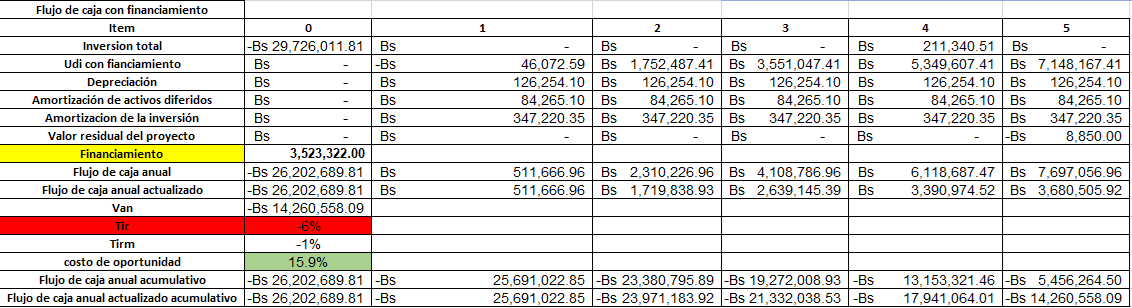 Flujo de caja con financiamiento
Item 0 1 2 3 4 5
Inversion total -Bs 29,726,011.81 Bs - Bs - Bs - Bs 211,340.51 Bs -
Udi con fianciamiento Bs - -Bs 46,072.59 Bs 1,752,487.41 Bs 3,551,047.41 Bs 5,349,607.41 Bs 7,148,167.41
Depreciación Bs - Bs 126,254.10 Bs 126,254.10 Bs 126,254.10 Bs 126,254.10 Bs 126,254.10
Amortización de activos diferidos Bs - Bs 84,265.10 Bs 84,265.10 Bs 84,265.10 Bs 84,265.10 Bs 84,265.10
Amortizacion de la inversión Bs - Bs 347,220.35 Bs 347,220.35 Bs 347,220.35 Bs 347,220.35 Bs 347,220.35
Valor residual del proyecto Bs - Bs - Bs - Bs - Bs - -Bs 8,850.00
Financiamiento 3,523,322.00
Flujo de caja anual -Bs 26,202,689.81 Bs 511,666.96 Bs 2,310,226.96 Bs 4,108,786.96 Bs 6,118,687.47 Bs 7,697,056.96
Flujo de caja anual actualizado -Bs 26,202,689.81 Bs 511,666.96 Bs 1,719,838.93 Bs 2,639,145.39 Bs 3,390,974.52 Bs 3,680,505.92
Van -Bs 14,260,558.09
Tir -6%
Tirm -1%
costo de oportunidad 15.9%
Flujo de caja anual acumulativo -Bs 26,202,689.81 -Bs 25,691,022.85 -Bs 23,380,795.89 -Bs 19,272,008.93 -Bs 13,153,321.46 -Bs 5,456,264.50
Flujo de caja anual actualizado acumulativo -Bs 26,202,689.81 -Bs 25,691,022.85 -Bs 23,971,183.92 -Bs 21,332,038.53 -Bs 17,941,064.01 -Bs 14,260,558.09